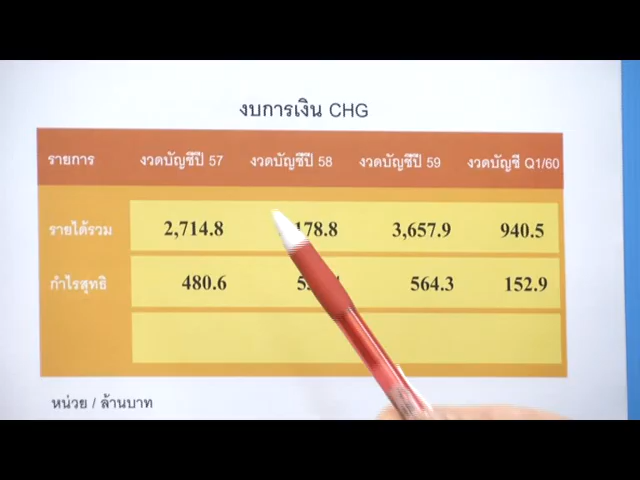 งบการเงิน CHG
รายการ งวดบัญชีปี 57 งวดบัญชีปี 58 งวดบัญชีปี 59 งวดบัญชี Q1/60
รายได้รวม 2,714.8 3,657.9 940.5
กำไรสุทธิ 480.6 564.3 152.9
หน่วย / ล้านบาท